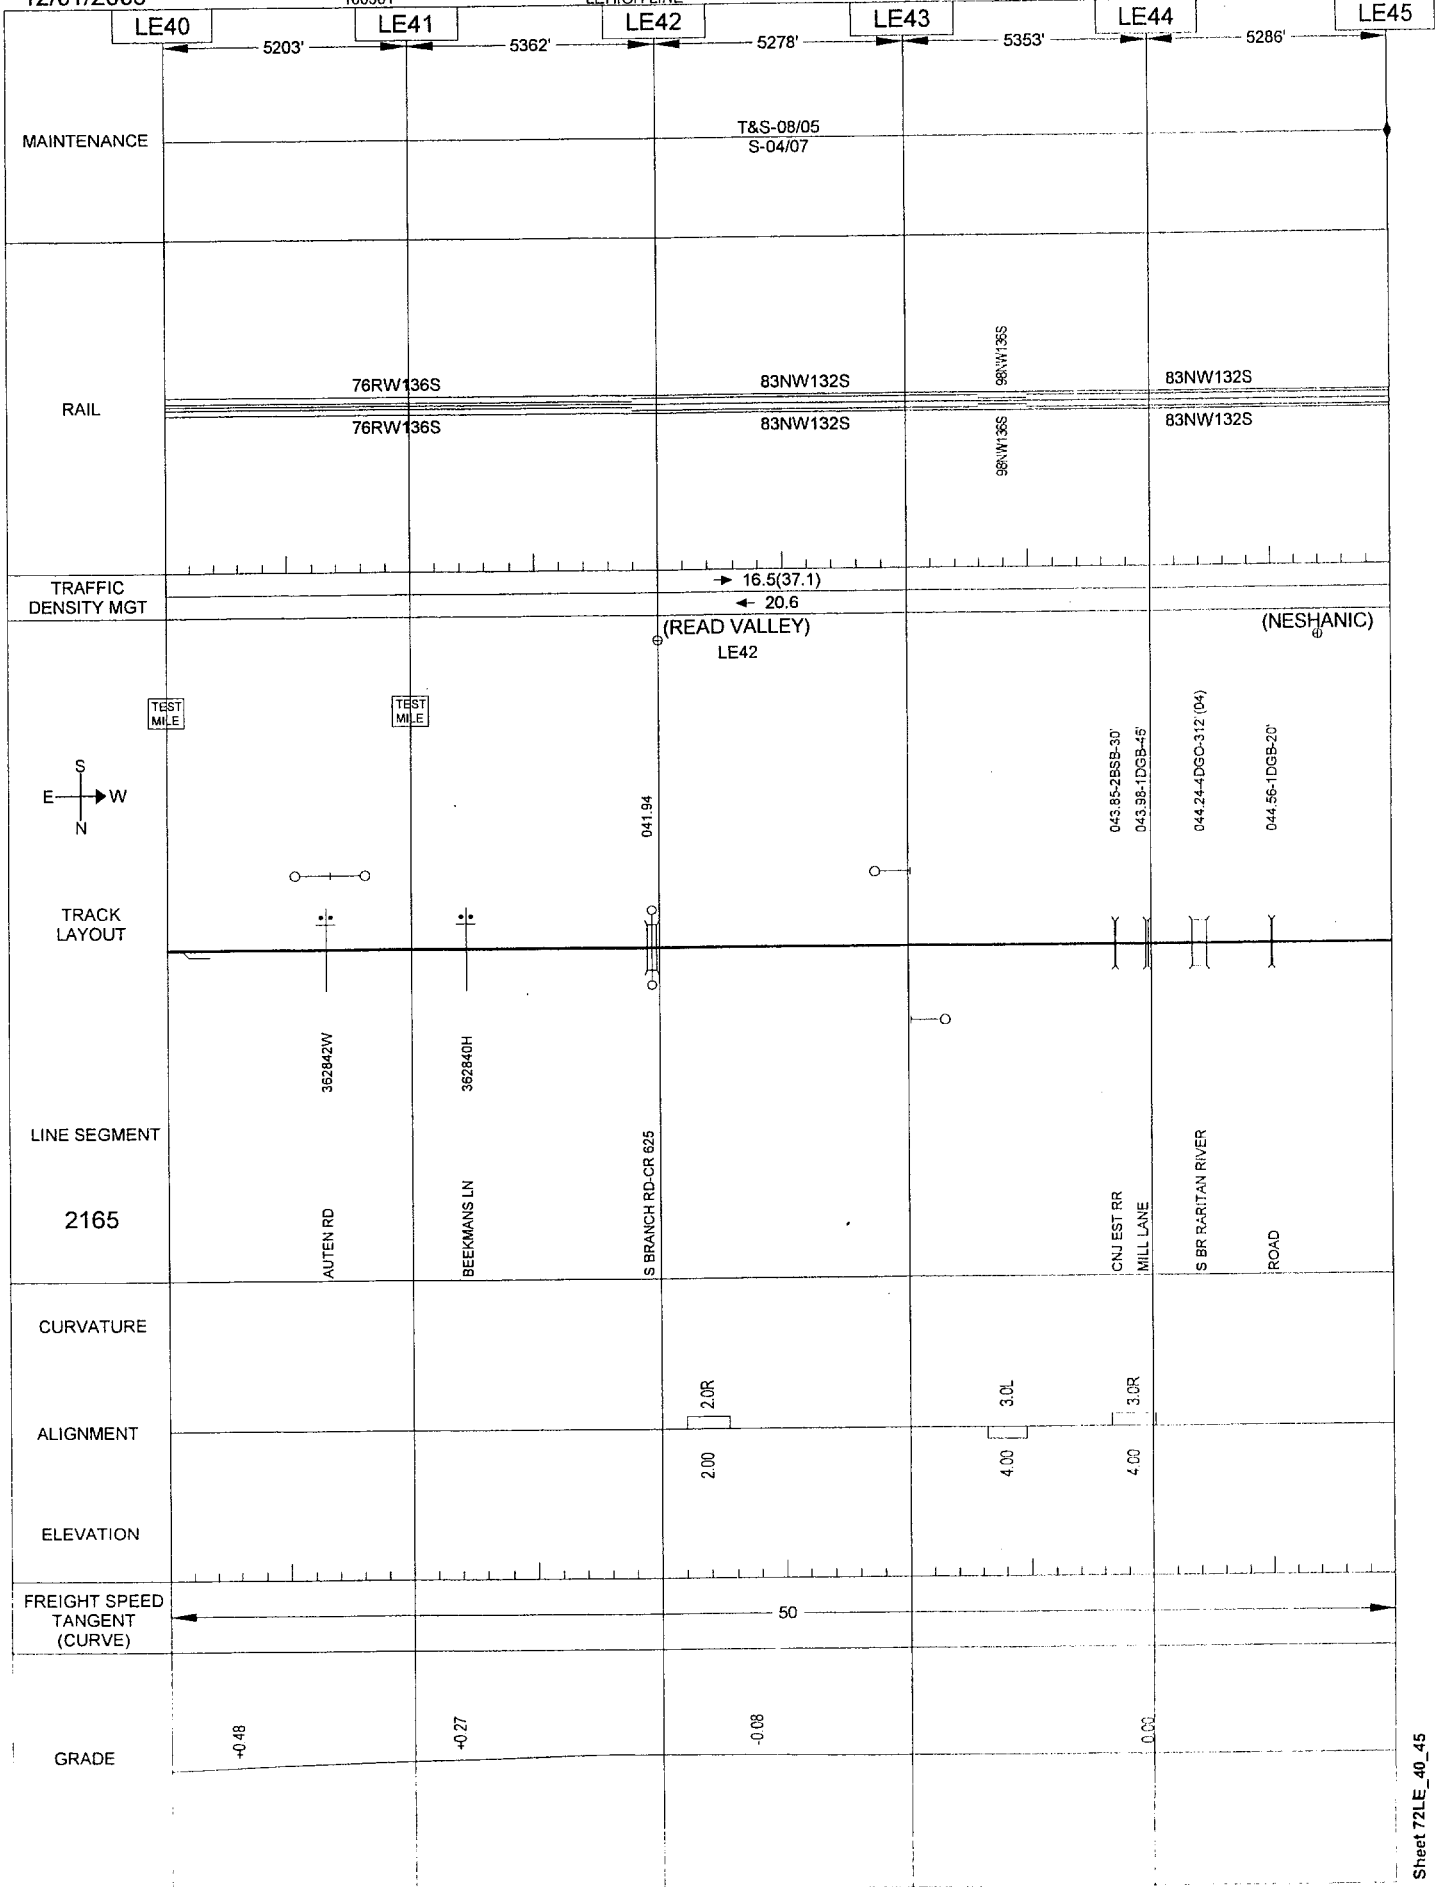 LE40
LE41
LE42
LE43
LE44
LE45
5203'
5362'
5278'
5353'
5286'
MAINTENANCE
T&S-08/05
S-04/07
RAIL
76RW136S
76RW136S
83NW132S
83NW132S
98NW136S
98NW136S
83NW132S
83NW132S
TRAFFIC
DENSITY MGT
16.5(37.1)
20.6
(READ VALLEY)
LE42
(NESHANIC)
TEST
MILE
TEST
MILE
S
E W
N
041.94
043.85-2BSB-30'
043.98-1DGB-45'
044.24-4DGO-312'(04)
044.56-1DGB-20'
TRACK
LAYOUT
362842W
362840H
LINE SEGMENT
2165
AUTEN RD
BEEKMANS LN
S BRANCH RD-CR 625
CNJ EST RR
MILL LANE
S BR RARITAN RIVER
ROAD
CURVATURE
2.0R
3.0L
3.0R
ALIGNMENT
2.00
4.00
4.00
ELEVATION
FREIGHT SPEED
TANGENT
(CURVE)
50
GRADE
+0.48
+0.27
-0.08
0.00
Sheet 72LE_40_45